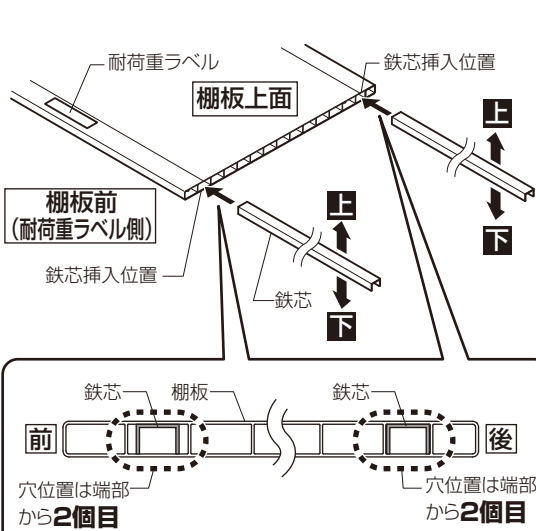 耐荷重ラベル
鉄芯挿入位置
棚板上面
上
下
棚板前
(耐荷重ラベル側)
上
鉄芯挿入位置
鉄芯
下
鉄芯
棚板
鉄芯
前
後
穴位置は端部
から2個目
穴位置は端部
から2個目